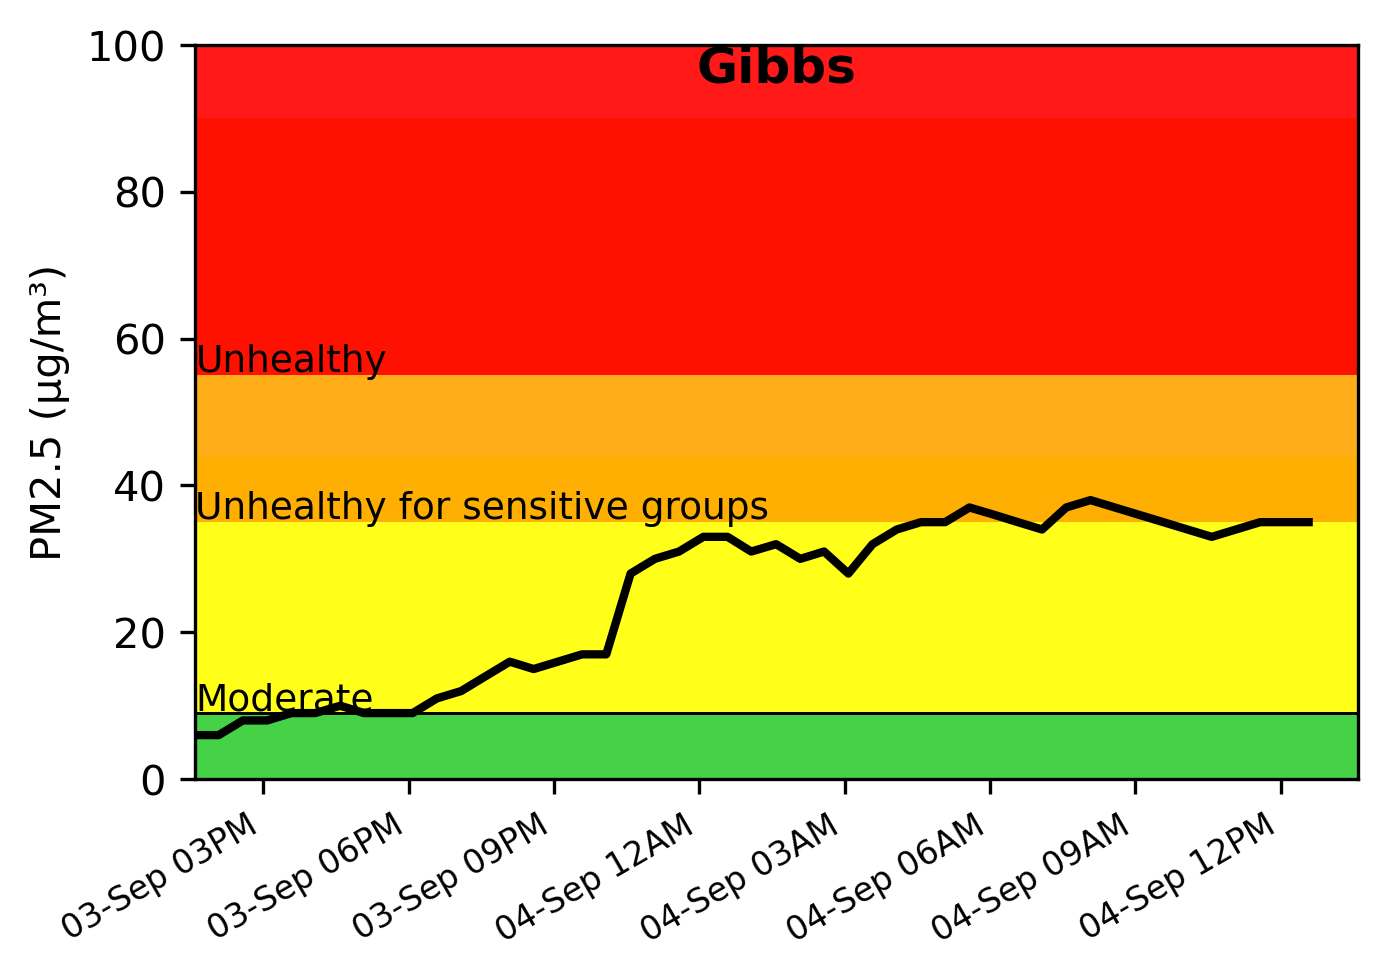 Gibbs
PM2.5 (µg/m³)
100
80
60
40
20
0
Unhealthy
Unhealthy for sensitive groups
Moderate
03-Sep 03PM
03-Sep 06PM
03-Sep 09PM
04-Sep 12AM
04-Sep 03AM
04-Sep 06AM
04-Sep 09AM
04-Sep 12PM